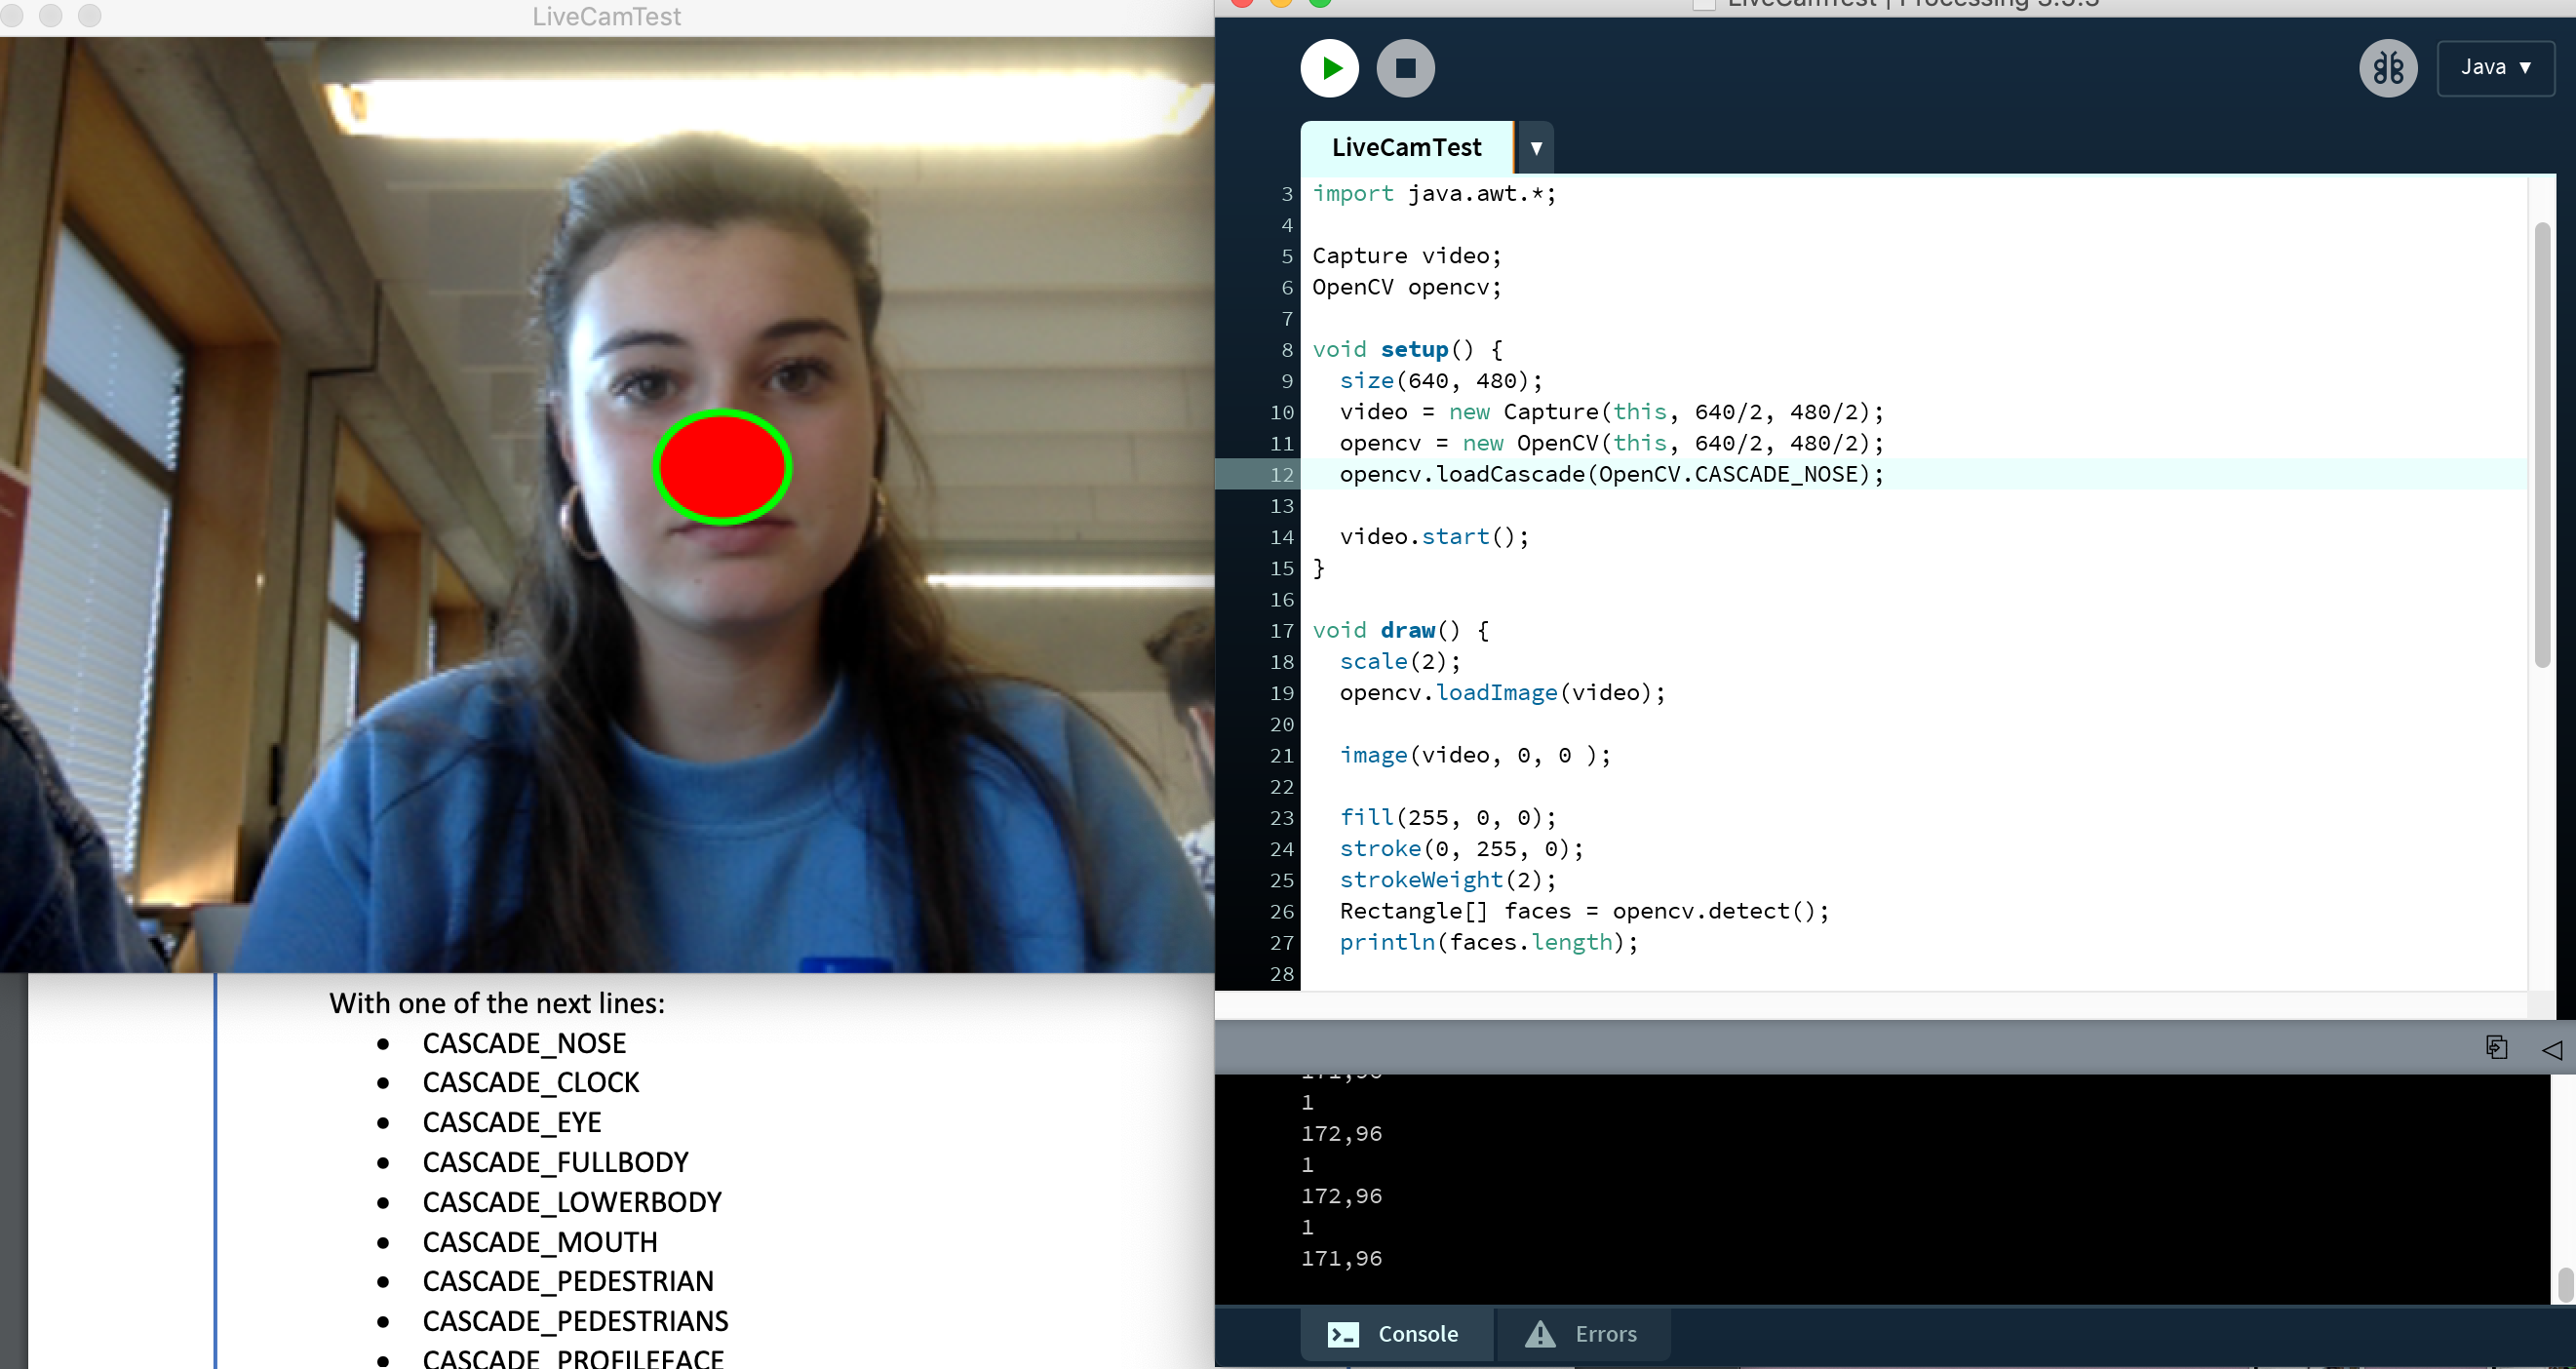 LiveCamTest
With one of the next lines:
• CASCADE_NOSE
• CASCADE_CLOCK
• CASCADE_EYE
• CASCADE_FULLBODY
• CASCADE_LOWERBODY
• CASCADE_MOUTH
• CASCADE_PEDESTRIAN
• CASCADE_PEDESTRIANS
• CASCADE_PROFILEFACE
LiveCamTest | Processing 3.5.3
Java ▼
LiveCamTest ▼
3 import java.awt.*;
4
5 Capture video;
6 OpenCV opencv;
7
8 void setup() {
9 size(640, 480);
10 video = new Capture(this, 640/2, 480/2);
11 opencv = new OpenCV(this, 640/2, 480/2);
12 opencv.loadCascade(OpenCV.CASCADE_NOSE);
13
14 video.start();
15 }
16
17 void draw() {
18 scale(2);
19 opencv.loadImage(video);
20
21 image(video, 0, 0 );
22
23 fill(255, 0, 0);
24 stroke(0, 255, 0);
25 strokeWeight(2);
26 Rectangle[] faces = opencv.detect();
27 println(faces.length);
28
171,96
1
172,96
1
172,96
1
171,96
Console
Errors